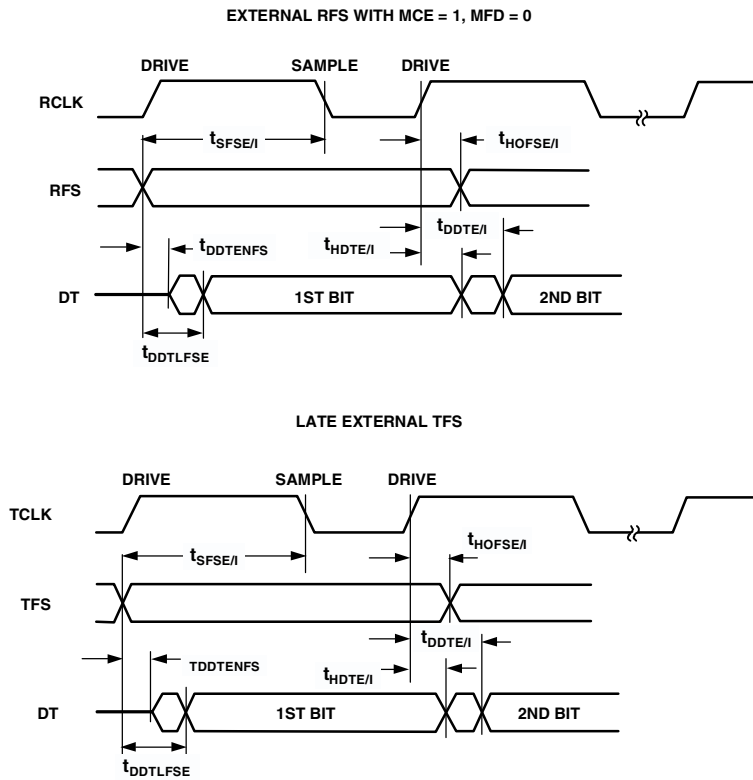 EXTERNAL RFS WITH MCE = 1, MFD = 0
DRIVE SAMPLE DRIVE
RCLK
tSFSE/I tHOFSE/I
RFS
tDDTE/I
tDDTENFS tHDTE/I
DT 1ST BIT 2ND BIT
tDDTLFSE
LATE EXTERNAL TFS
DRIVE SAMPLE DRIVE
TCLK
tSFSE/I tHOFSE/I
TFS
tDDTE/I
TDDTENFS tHDTE/I
DT 1ST BIT 2ND BIT
tDDTLFSE